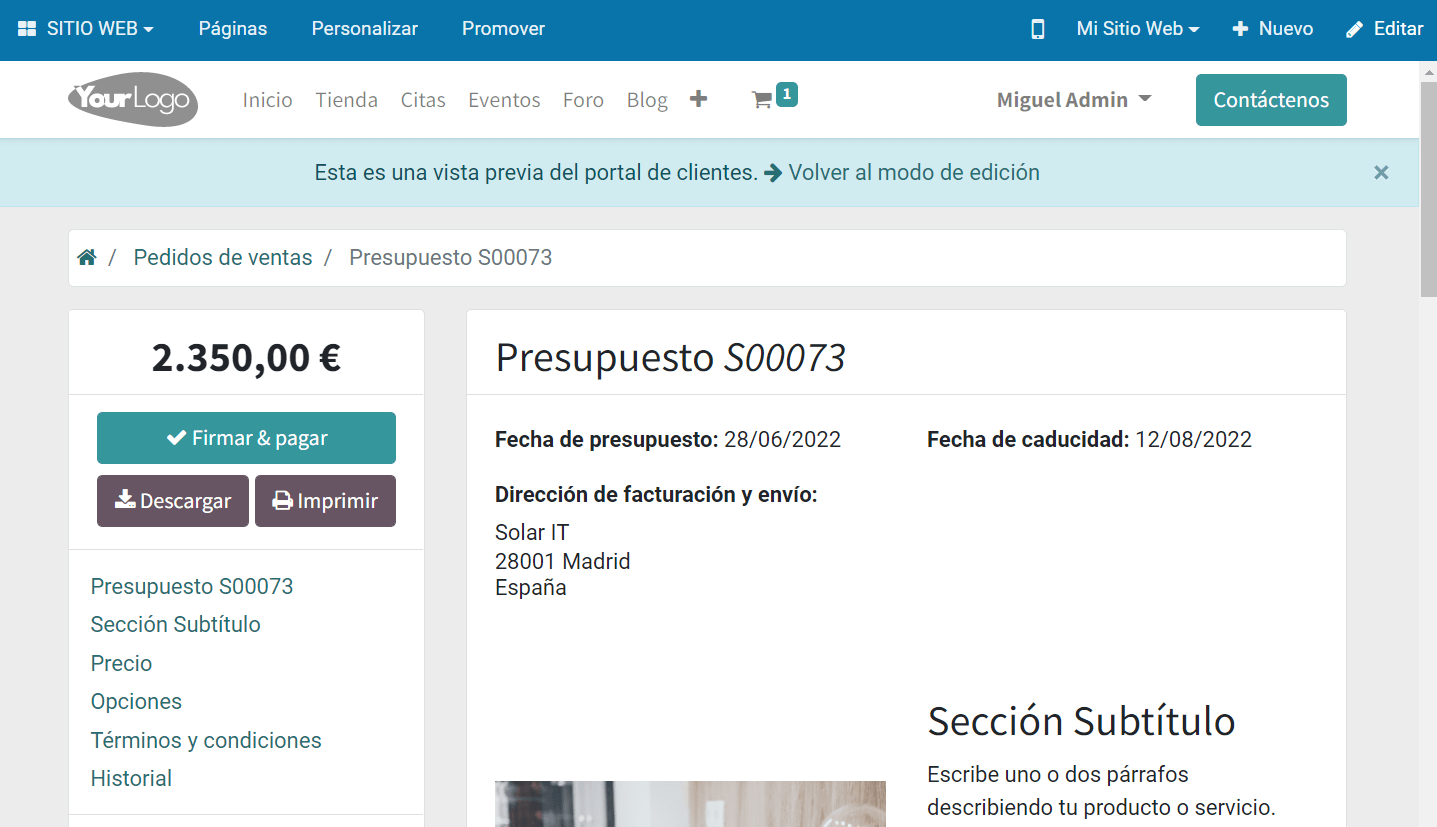 SITIO WEB Páginas Personalizar Promover Mi Sitio Web Nuevo Editar
YourLogo Inicio Tienda Citas Eventos Foro Blog 1 Miguel Admin Contáctenos
Esta es una vista previa del portal de clientes. Volver al modo de edición ×
/ Pedidos de ventas / Presupuesto S00073
2.350,00 €
Firmar & pagar
Descargar Imprimir
Presupuesto S00073
Sección Subtítulo
Precio
Opciones
Términos y condiciones
Historial
Presupuesto S00073
Fecha de presupuesto: 28/06/2022 Fecha de caducidad: 12/08/2022
Dirección de facturación y envío:
Solar IT
28001 Madrid
España
Sección Subtítulo
Escribe uno o dos párrafos
describiendo tu producto o servicio.